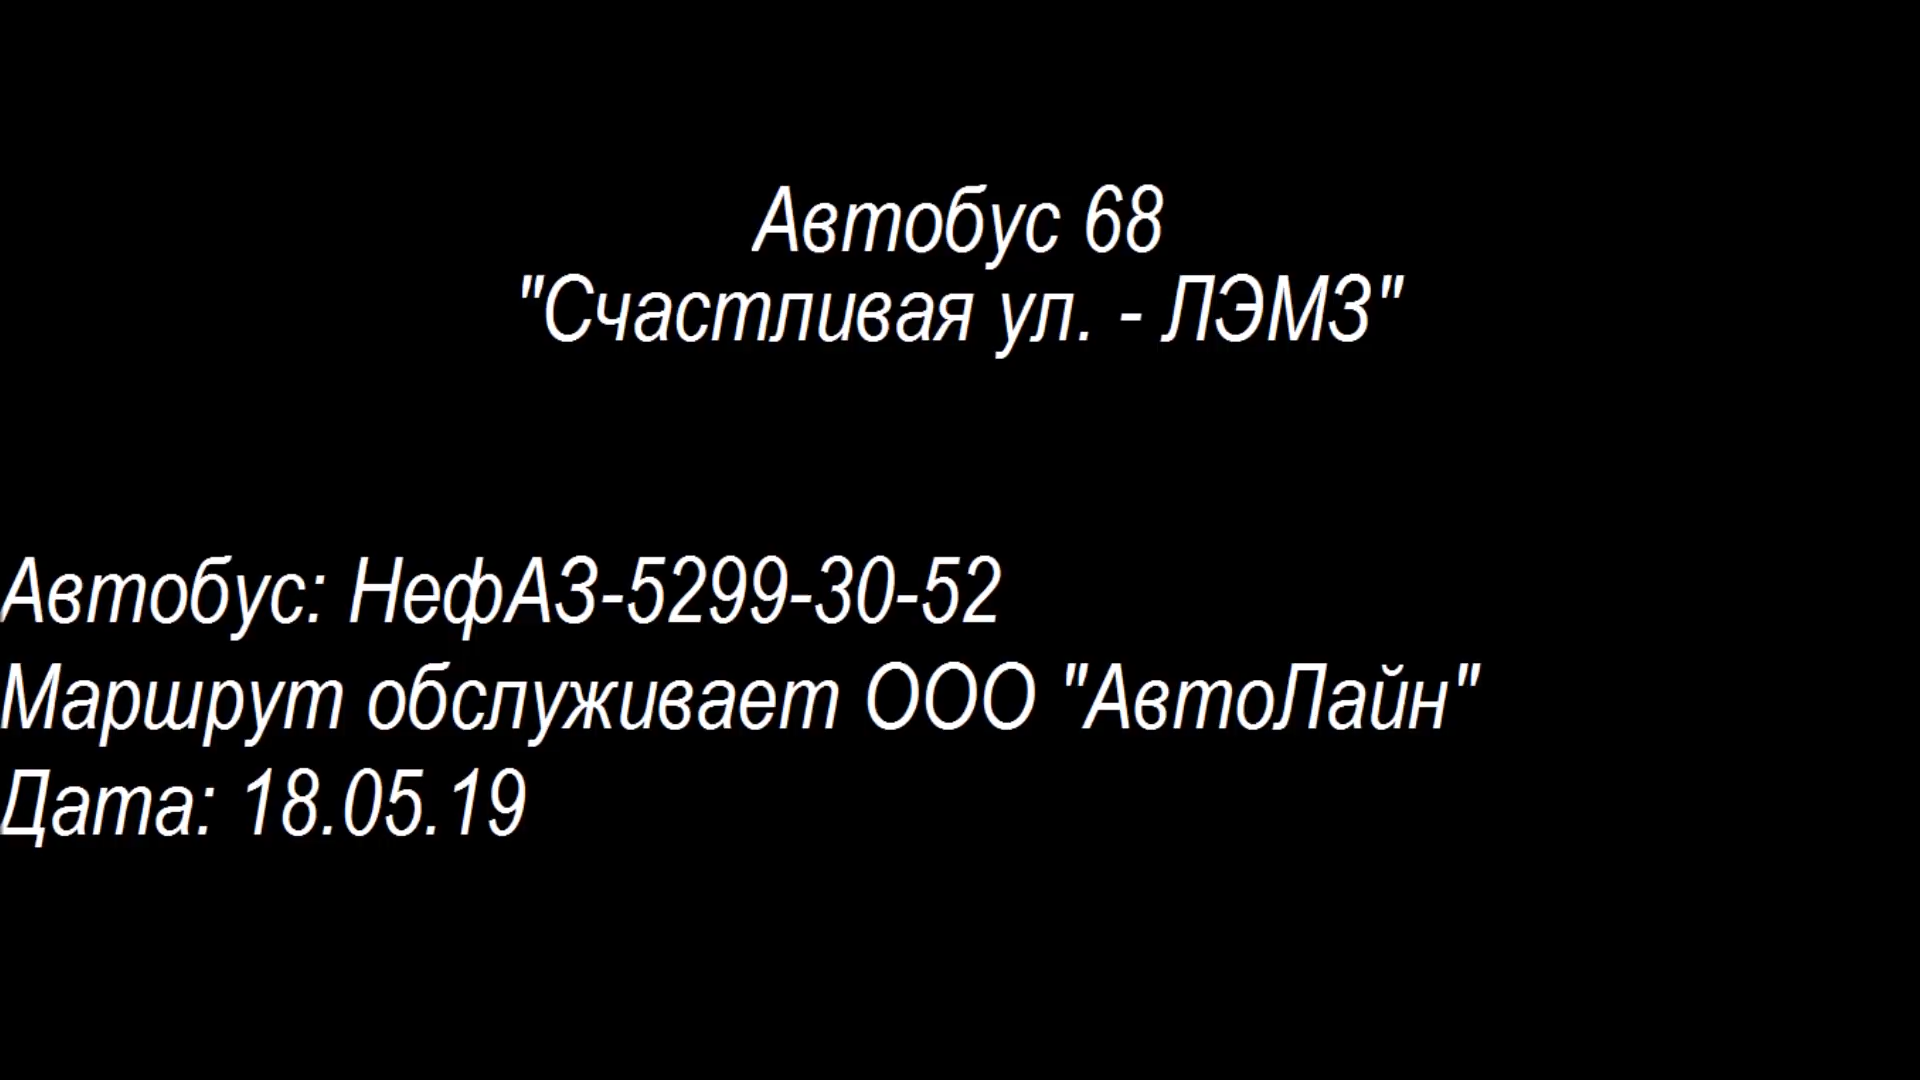 Автобус 68
"Счастливая ул. - ЛЭМЗ"
Автобус: НефАЗ-5299-30-52
Маршрут обслуживает ООО "АвтоЛайн"
Дата: 18.05.19